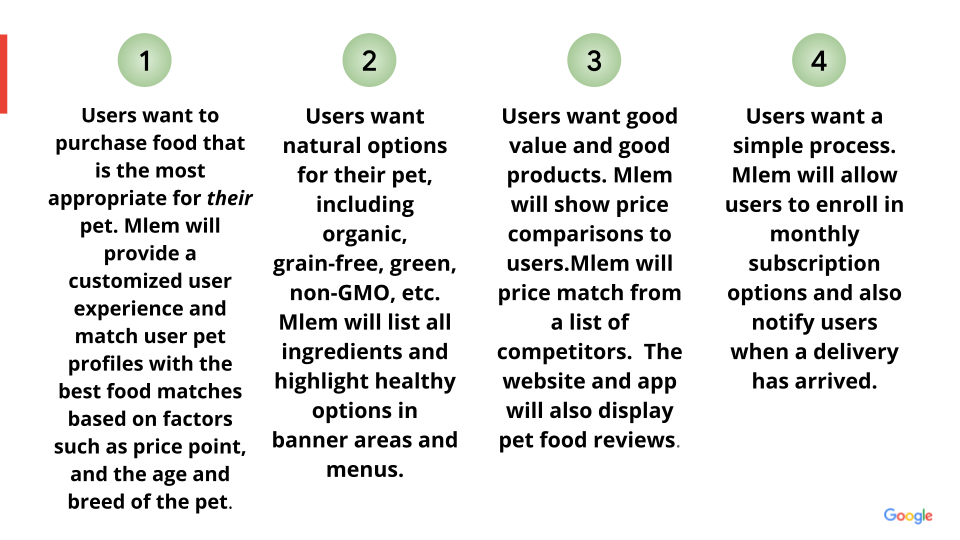 1
Users want to
purchase food that
is the most
appropriate for their
pet. Mlem will
provide a
customized user
experience and
match user pet
profiles with the
best food matches
based on factors
such as price point,
and the age and
breed of the pet.
2
Users want
natural options
for their pet,
including
organic,
grain-free, green,
non-GMO, etc.
Mlem will list all
ingredients and
highlight healthy
options in
banner areas and
menus.
3
Users want good
value and good
products. Mlem
will show price
comparisons to
users.Mlem will
price match from
a list of
competitors.  The
website and app
will also display
pet food reviews.
4
Users want a
simple process.
Mlem will allow
users to enroll in
monthly
subscription
options and also
notify users
when a delivery
has arrived.
Google